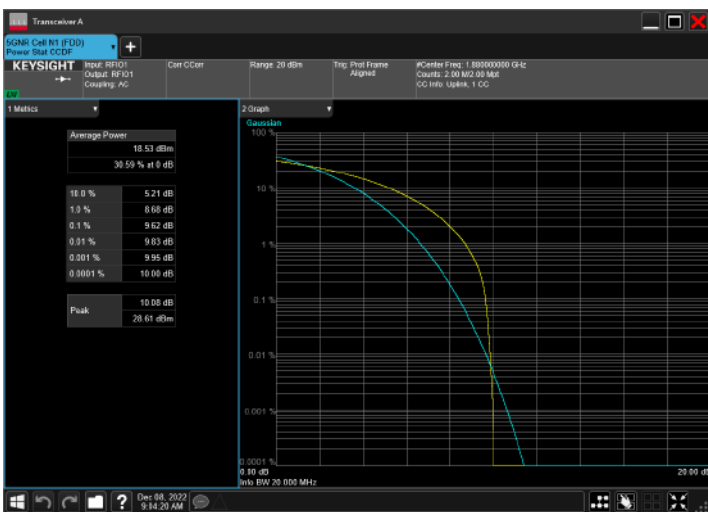 Transceiver A
5GNR Cell N1 (FDD)
Power Stat CCDF
KEYSIGHT
Input: RFIO1
Output: RFIO1
Coupling: AC
Corr CCorr
Range: 20 dBm
Trig: Prot Frame
Aligned
#Center Freq: 1.880000000 GHz
Counts: 2.00 M/2.00 Mpt
CC Info: Uplink, 1 CC
1 Metrics
Average Power
18.53 dBm
30.59 % at 0 dB
10.0 % 5.21 dB
1.0 % 8.68 dB
0.1 % 9.62 dB
0.01 % 9.83 dB
0.001 % 9.95 dB
0.0001 % 10.00 dB
Peak
10.08 dB
28.61 dBm
2 Graph
Gaussian
100 %
10 %
1 %
0.1 %
0.01 %
0.001 %
0.0001 %
0.00 dB
20.00 dB
Info BW 20.000 MHz
?
Dec 08, 2022
9:14:20 AM